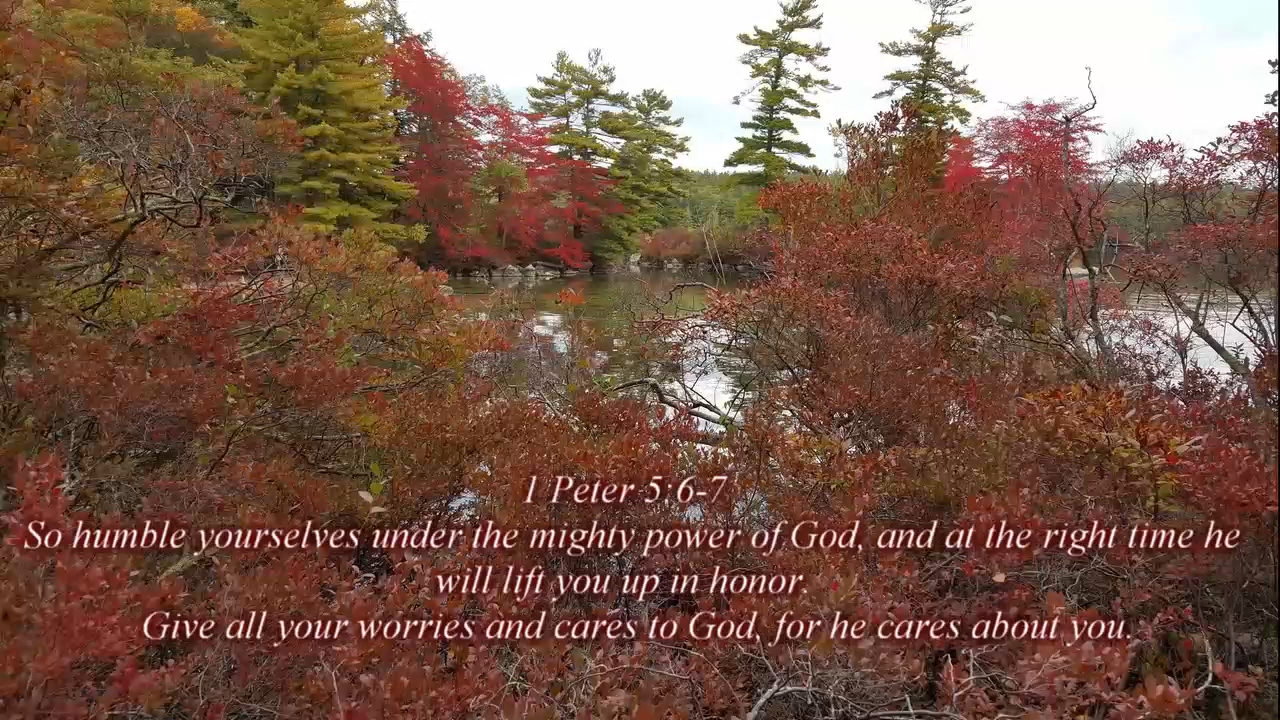 1 Peter 5:6-7
So humble yourselves under the mighty power of God, and at the right time he
will lift you up in honor.
Give all your worries and cares to God, for he cares about you.